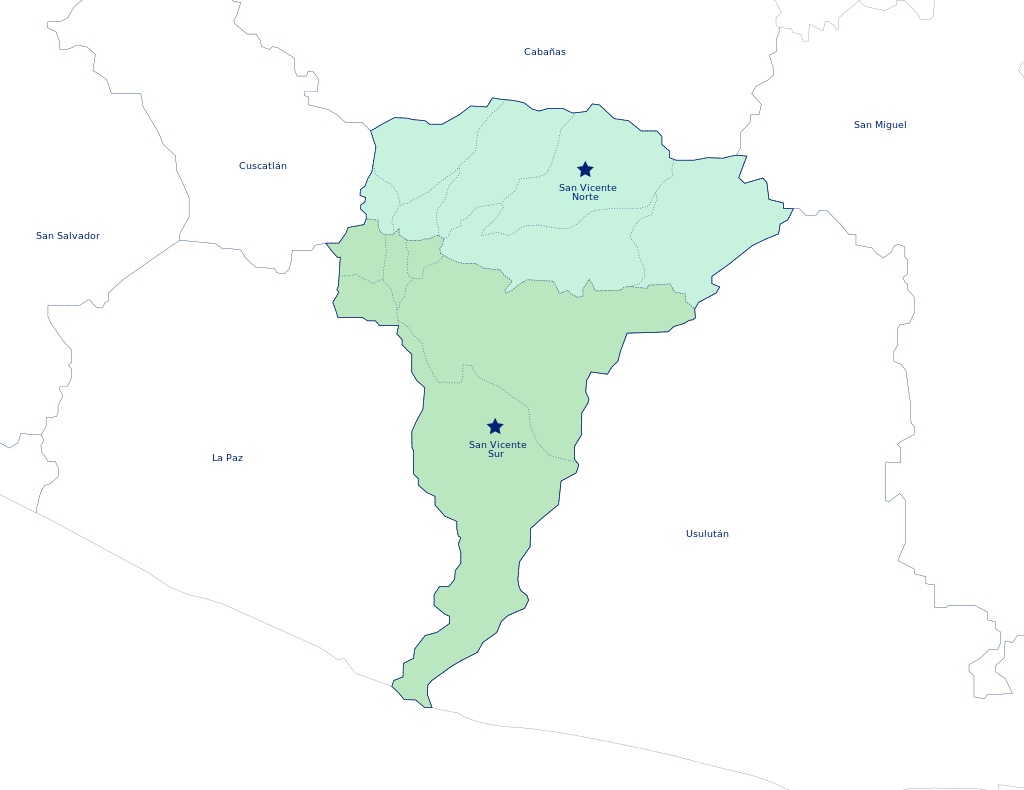 Cabañas
San Miguel
Cuscatlán
San Vicente
Norte
San Salvador
San Vicente
Sur
La Paz
Usulután